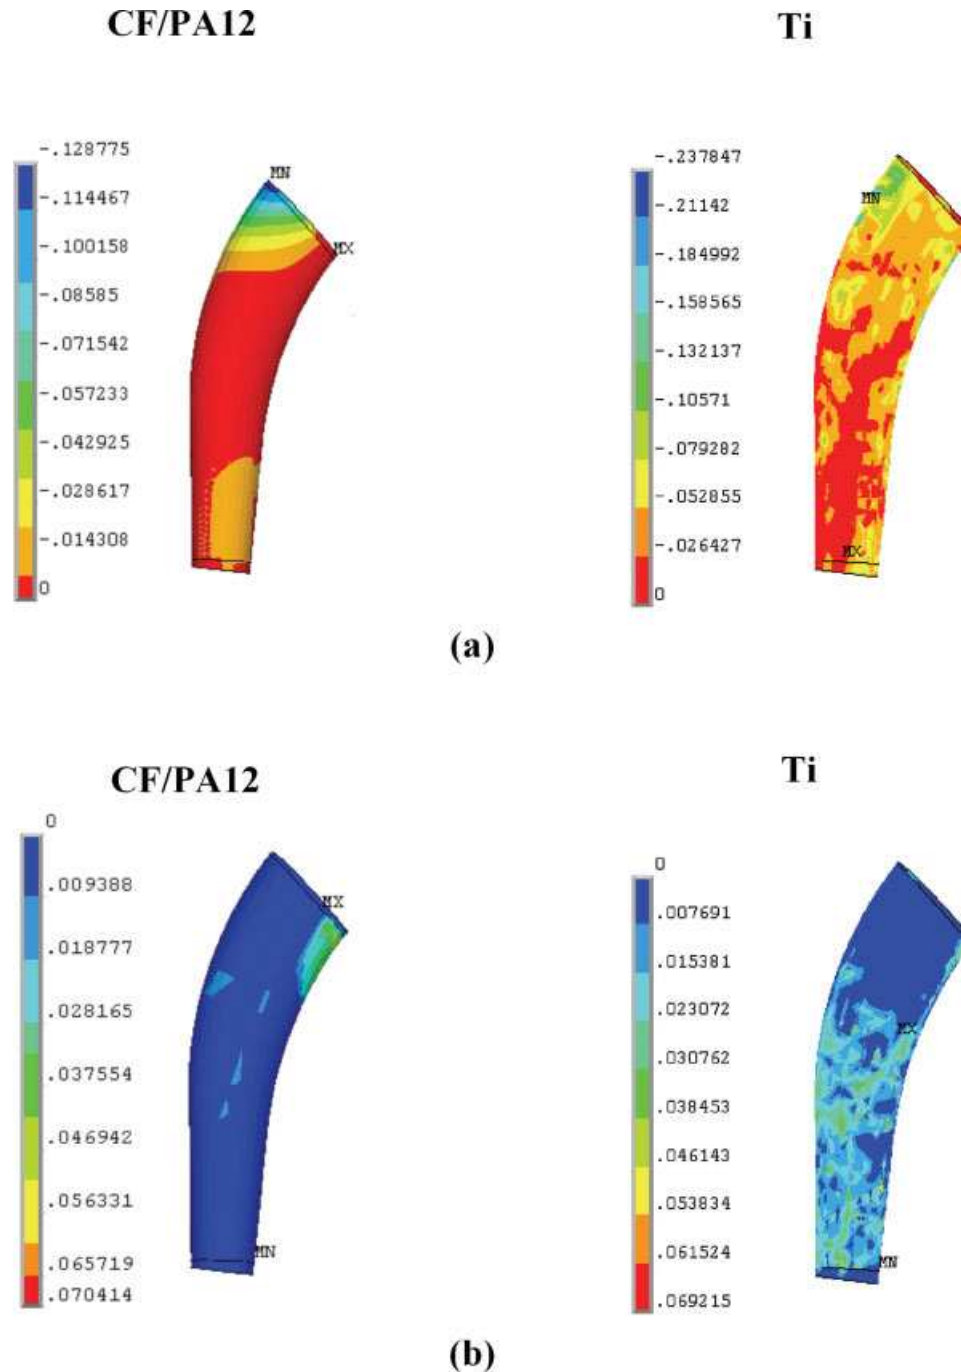 CF/PA12
Ti
-.128775
-.114467
-.100158
-.08585
-.071542
-.057233
-.042925
-.028617
-.014308
0
MN
MX
-.237847
-.21142
-.184992
-.158565
-.132137
-.10571
-.079282
-.052855
-.026427
0
MN
MX
(a)
CF/PA12
Ti
0
.009388
.018777
.028165
.037554
.046942
.056331
.065719
.070414
MX
MN
0
.007691
.015381
.023072
.030762
.038453
.046143
.053834
.061524
.069215
MX
MN
(b)